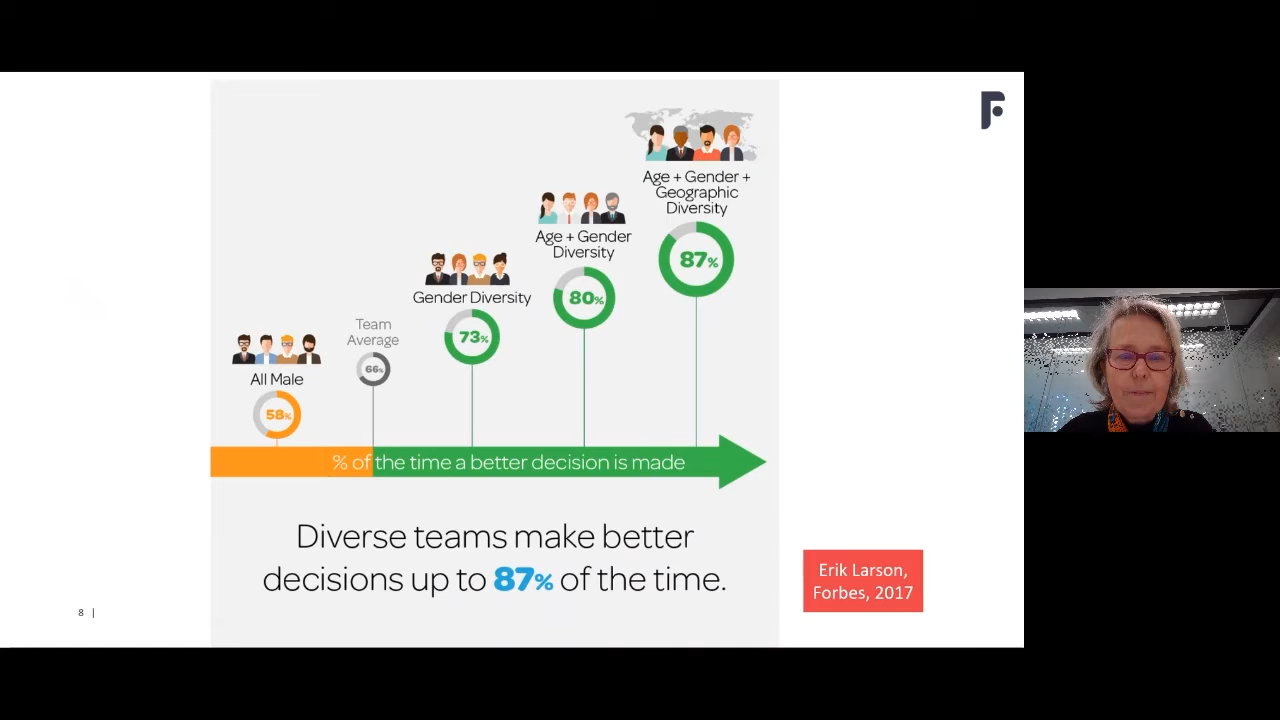 Age + Gender +
Geographic
Diversity
87%
Age + Gender
Diversity
80%
Gender Diversity
73%
Team
Average
66%
All Male
58%
% of the time a better decision is made
Diverse teams make better
decisions up to 87% of the time.
Erik Larson,
Forbes, 2017
8 |